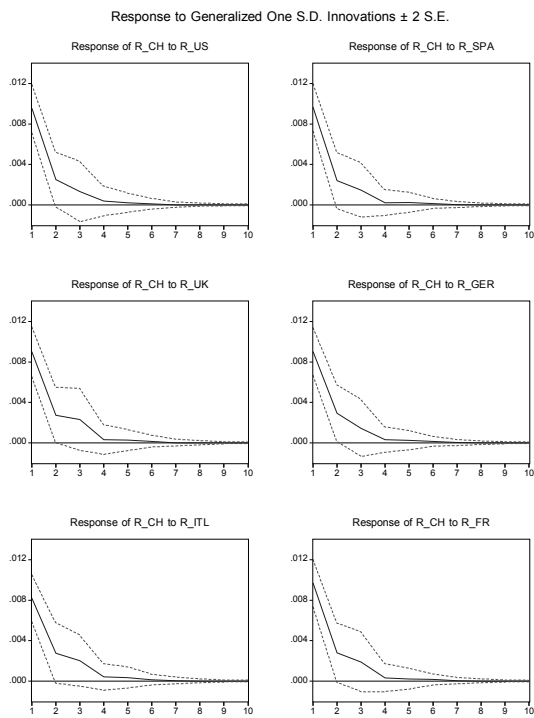 Response to Generalized One S.D. Innovations ± 2 S.E.
Response of R_CH to R_US
.012
.008
.004
.000
1 2 3 4 5 6 7 8 9 10
Response of R_CH to R_SPA
.012
.008
.004
.000
1 2 3 4 5 6 7 8 9 10
Response of R_CH to R_UK
.012
.008
.004
.000
1 2 3 4 5 6 7 8 9 10
Response of R_CH to R_GER
.012
.008
.004
.000
1 2 3 4 5 6 7 8 9 10
Response of R_CH to R_ITL
.012
.008
.004
.000
1 2 3 4 5 6 7 8 9 10
Response of R_CH to R_FR
.012
.008
.004
.000
1 2 3 4 5 6 7 8 9 10